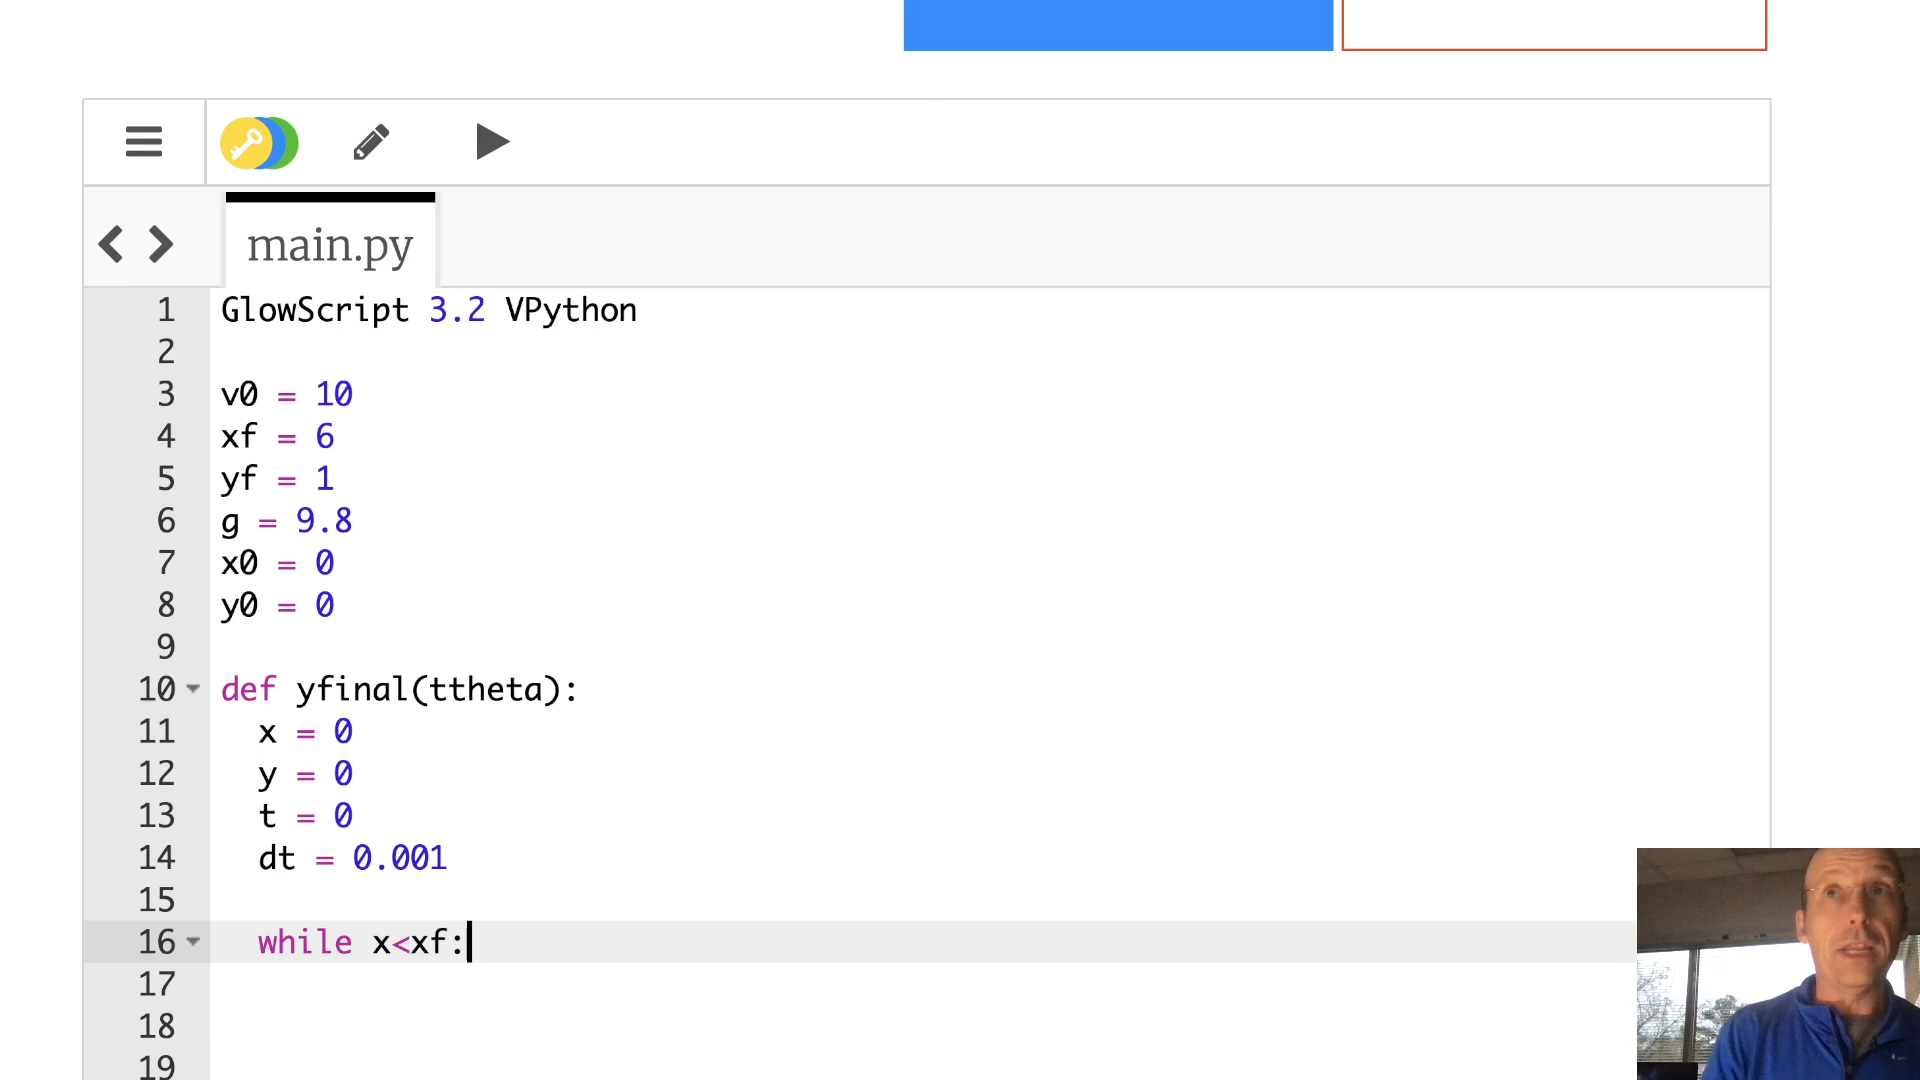 main.py
1 GlowScript 3.2 VPython
2
3 v0 = 10
4 xf = 6
5 yf = 1
6 g = 9.8
7 x0 = 0
8 y0 = 0
9
10 def yfinal(ttheta):
11   x = 0
12   y = 0
13   t = 0
14   dt = 0.001
15
16   while x<xf:
17
18
19